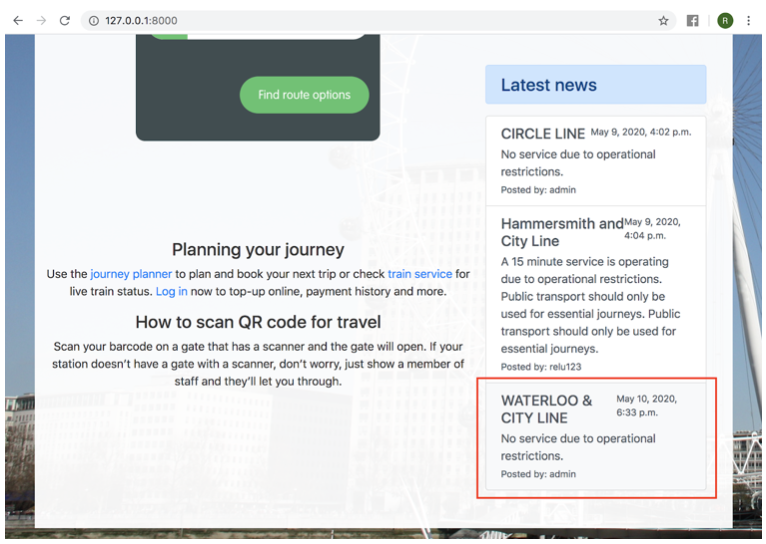 127.0.0.1:8000
R
Find route options
Planning your journey
Use the journey planner to plan and book your next trip or check train service for
live train status. Log in now to top-up online, payment history and more.
How to scan QR code for travel
Scan your barcode on a gate that has a scanner and the gate will open. If your
station doesn't have a gate with a scanner, don't worry, just show a member of
staff and they'll let you through.
Latest news
CIRCLE LINE May 9, 2020, 4:02 p.m.
No service due to operational
restrictions.
Posted by: admin
Hammersmith and May 9, 2020,
City Line 4:04 p.m.
A 15 minute service is operating
due to operational restrictions.
Public transport should only be
used for essential journeys. Public
transport should only be used for
essential journeys.
Posted by: relu123
WATERLOO & May 10, 2020,
CITY LINE 6:33 p.m.
No service due to operational
restrictions.
Posted by: admin